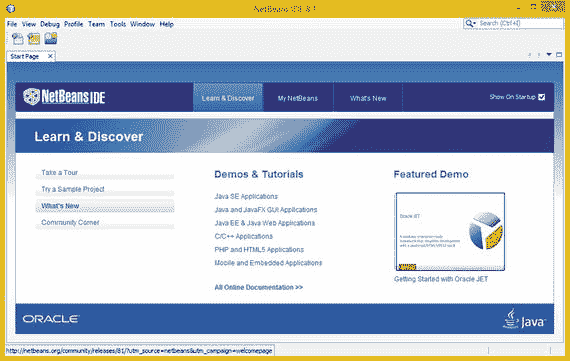 NetBeans IDE 8.1
File View Debug Profile Team Tools Window Help
Search (Ctrl+I)
Start Page
NetBeans IDE
Learn & Discover
My NetBeans
What's New
Show On Startup
Learn & Discover
Take a Tour
Try a Sample Project
What's New
Community Corner
Demos & Tutorials
Java SE Applications
Java and JavaFX GUI Applications
Java EE & Java Web Applications
C/C++ Applications
PHP and HTML5 Applications
Mobile and Embedded Applications
All Online Documentation >>
Featured Demo
Oracle JET
Getting Started with Oracle JET
ORACLE
Java
http://netbeans.org/community/releases/81/?utm_source=netbeans&utm_campaign=welcomepage